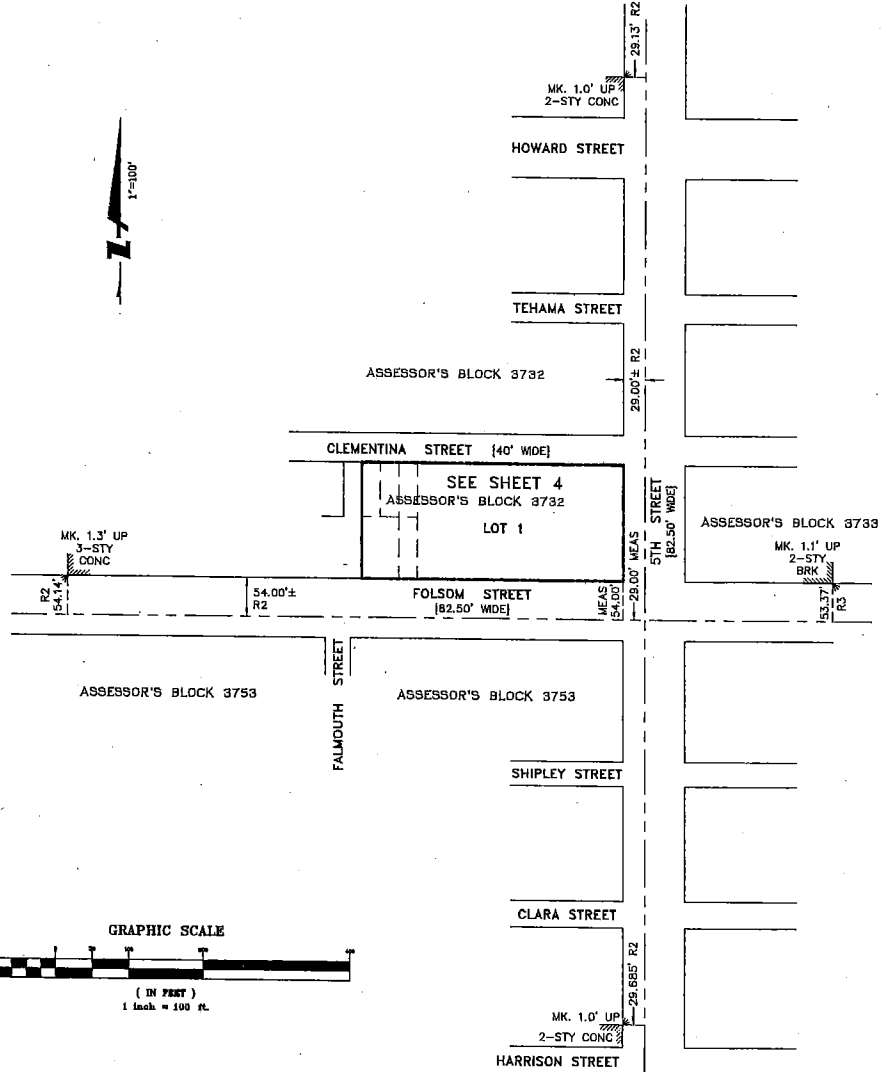 29.13' R2
MK. 1.0' UP
2-STY CONC
1"=100'
HOWARD STREET
TEHAMA STREET
29.00'± R2
ASSESSOR'S BLOCK 3732
CLEMENTINA STREET [40' WIDE]
SEE SHEET 4
ASSESSOR'S BLOCK 3732
LOT 1
5TH STREET
[82.50' WIDE]
ASSESSOR'S BLOCK 3733
MK. 1.3' UP
3-STY
CONC
MK. 1.1' UP
2-STY
BRK
R2
54.14'
54.00'±
R2
FOLSOM STREET
[82.50' WIDE]
MEAS
54.00'
29.00' MEAS
53.37'
R3
ASSESSOR'S BLOCK 3753
FALMOUTH STREET
ASSESSOR'S BLOCK 3753
SHIPLEY STREET
CLARA STREET
GRAPHIC SCALE
( IN FEET )
1 inch = 100 ft.
29.685' R2
MK. 1.0' UP
2-STY CONC
HARRISON STREET